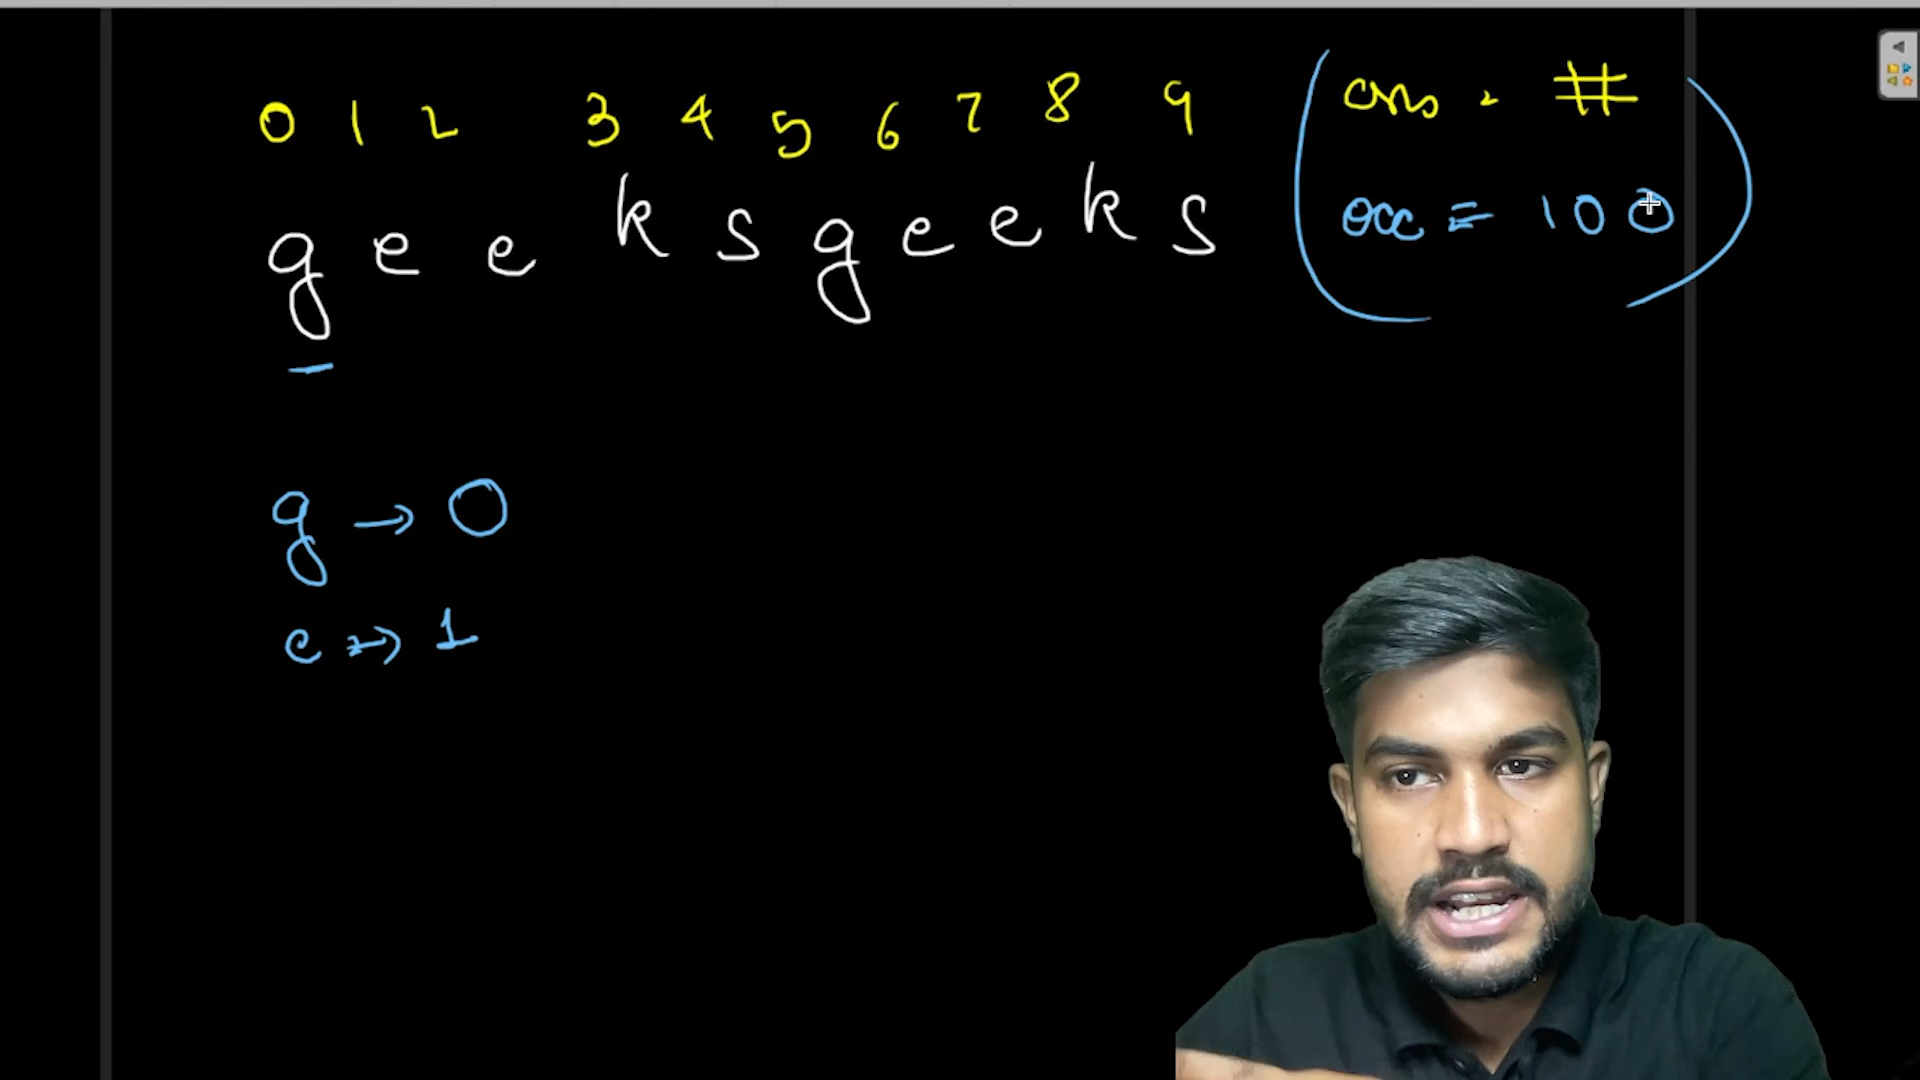 0 1 2 3 4 5 6 7 8 9
g e e k s g e e k s
ans = #
occ = 100
g → 0
e → 1